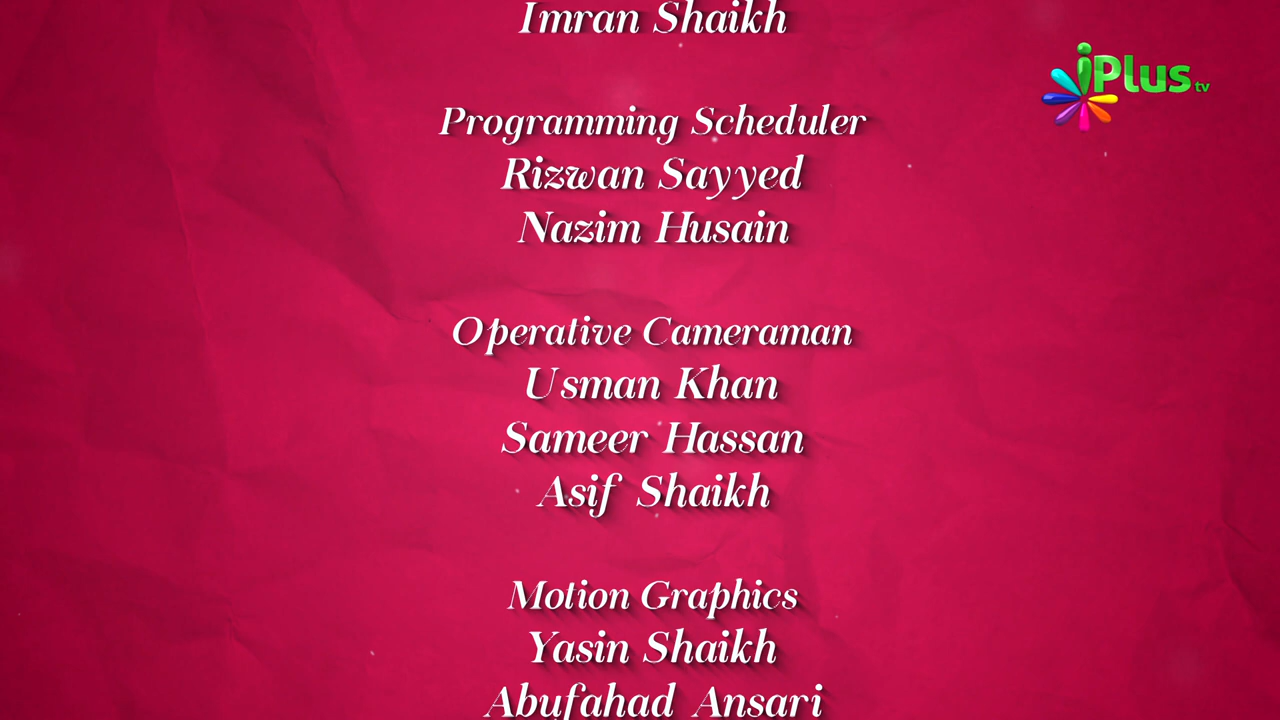 Imran Shaikh
iPlus tv
Programming Scheduler
Rizwan Sayyed
Nazim Husain
Operative Cameraman
Usman Khan
Sameer Hassan
Asif Shaikh
Motion Graphics
Yasin Shaikh
Abufahad Ansari